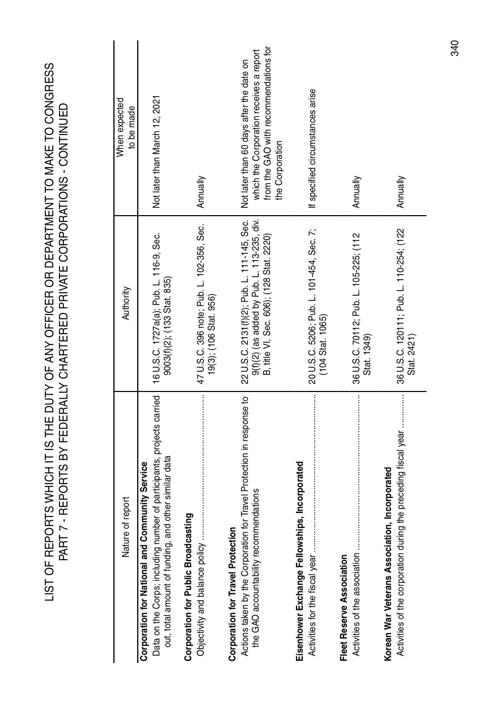 LIST OF REPORTS WHICH IT IS THE DUTY OF ANY OFFICER OR DEPARTMENT TO MAKE TO CONGRESS
PART 7 - REPORTS BY FEDERALLY CHARTERED PRIVATE CORPORATIONS - CONTINUED
Nature of report
Authority
When expected
to be made
Corporation for National and Community Service
Data on the Corps; including number of participants, projects carried
out, total amount of funding, and other similar data
16 U.S.C. 1727a(a); Pub. L. 116-9, Sec.
9003(f)(2); (133 Stat. 835)
Not later than March 12, 2021
Corporation for Public Broadcasting
Objectivity and balance policy
47 U.S.C. 396 note; Pub. L. 102-356, Sec.
19(3); (106 Stat. 956)
Annually
Corporation for Travel Protection
Actions taken by the Corporation for Travel Protection in response to
the GAO accountability recommendations
22 U.S.C. 2131(f)(2); Pub. L. 111-145, Sec.
9(f)(2) (as added by Pub. L. 113-235, div.
B, title VI, Sec. 606); (128 Stat. 2220)
Not later than 60 days after the date on
which the Corporation receives a report
from the GAO with recommendations for
the Corporation
Eisenhower Exchange Fellowships, Incorporated
Activities for the fiscal year
20 U.S.C. 5206; Pub. L. 101-454, Sec. 7;
(104 Stat. 1065)
If specified circumstances arise
Fleet Reserve Association
Activities of the association
36 U.S.C. 70112; Pub. L. 105-225; (112
Stat. 1349)
Annually
Korean War Veterans Association, Incorporated
Activities of the corporation during the preceding fiscal year
36 U.S.C. 120111; Pub. L. 110-254; (122
Stat. 2421)
Annually
340